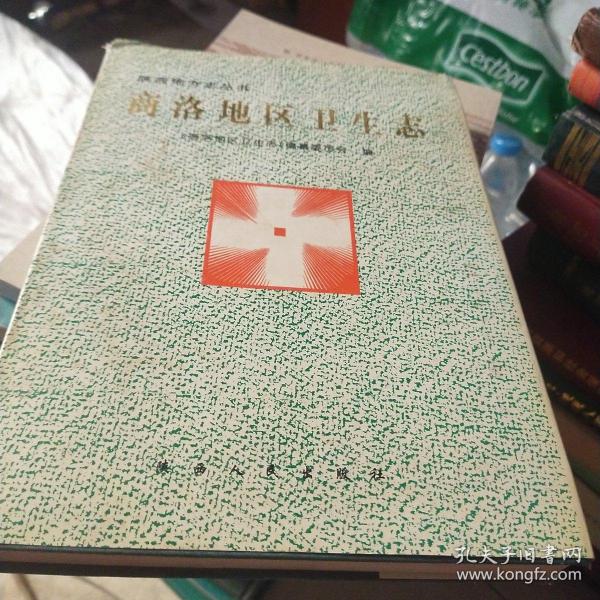 陕西地方志丛书
商洛地区卫生志
《商洛地区卫生志》编纂委员会 编
陕西人民出版社
Cestbon
孔夫子旧书网
www.kongfz.com